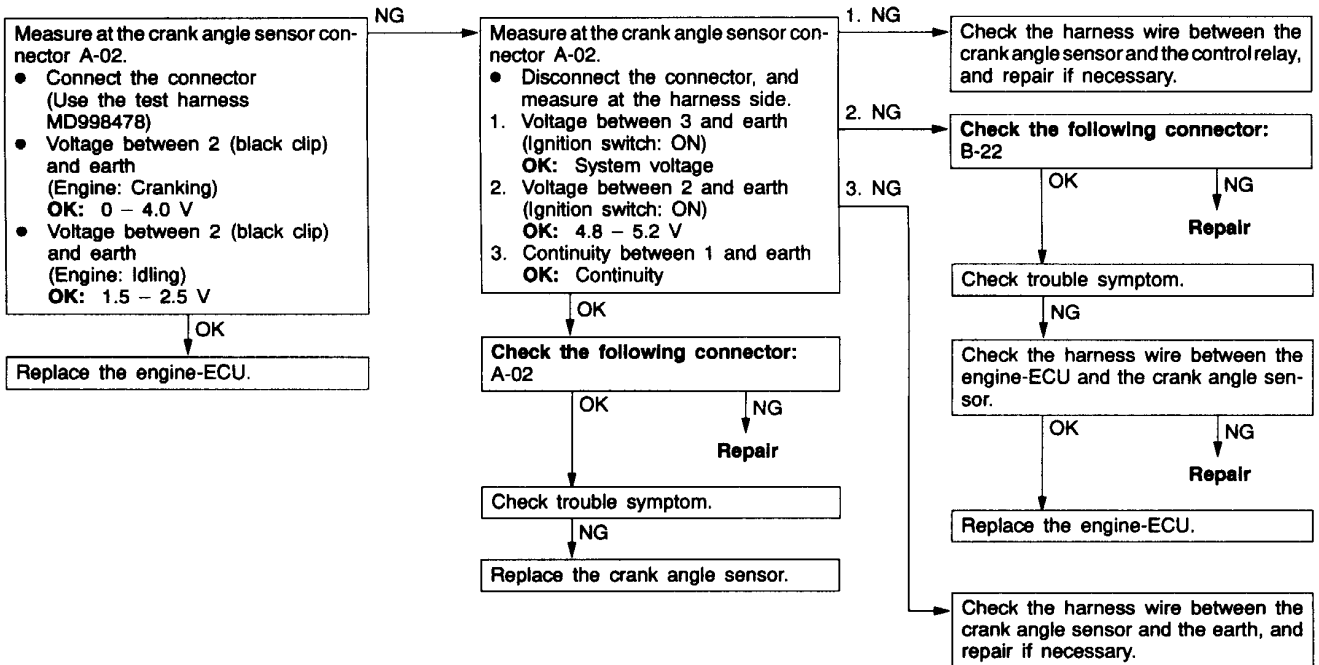 Measure at the crank angle sensor con-
nector A-02.
● Connect the connector
(Use the test harness
MD998478)
● Voltage between 2 (black clip)
and earth
(Engine: Cranking)
OK: 0 – 4.0 V
● Voltage between 2 (black clip)
and earth
(Engine: Idling)
OK: 1.5 – 2.5 V
OK
Replace the engine-ECU.
NG
Measure at the crank angle sensor con-
nector A-02.
● Disconnect the connector, and
measure at the harness side.
1. Voltage between 3 and earth
(Ignition switch: ON)
OK: System voltage
2. Voltage between 2 and earth
(Ignition switch: ON)
OK: 4.8 – 5.2 V
3. Continuity between 1 and earth
OK: Continuity
OK
Check the following connector:
A-02
OK
NG
Repair
Check trouble symptom.
NG
Replace the crank angle sensor.
1. NG
Check the harness wire between the
crank angle sensor and the control relay,
and repair if necessary.
2. NG
Check the following connector:
B-22
OK
NG
Repair
Check trouble symptom.
NG
Check the harness wire between the
engine-ECU and the crank angle sen-
sor.
OK
NG
Repair
Replace the engine-ECU.
3. NG
Check the harness wire between the
crank angle sensor and the earth, and
repair if necessary.